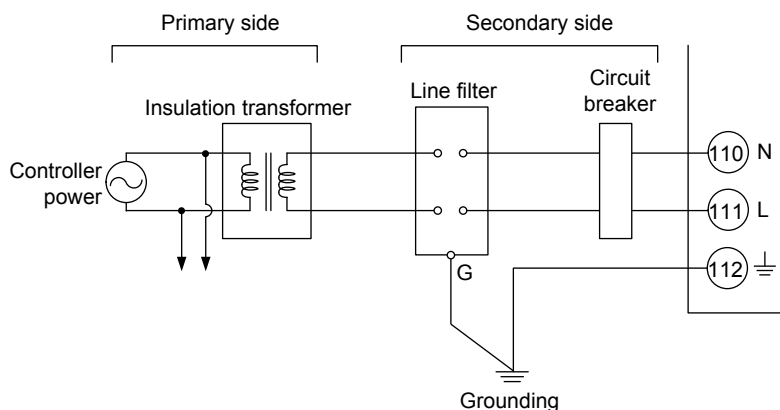 Primary side
Secondary side
Insulation transformer
Line filter
Circuit
breaker
Controller
power
110 N
111 L
112
G
Grounding